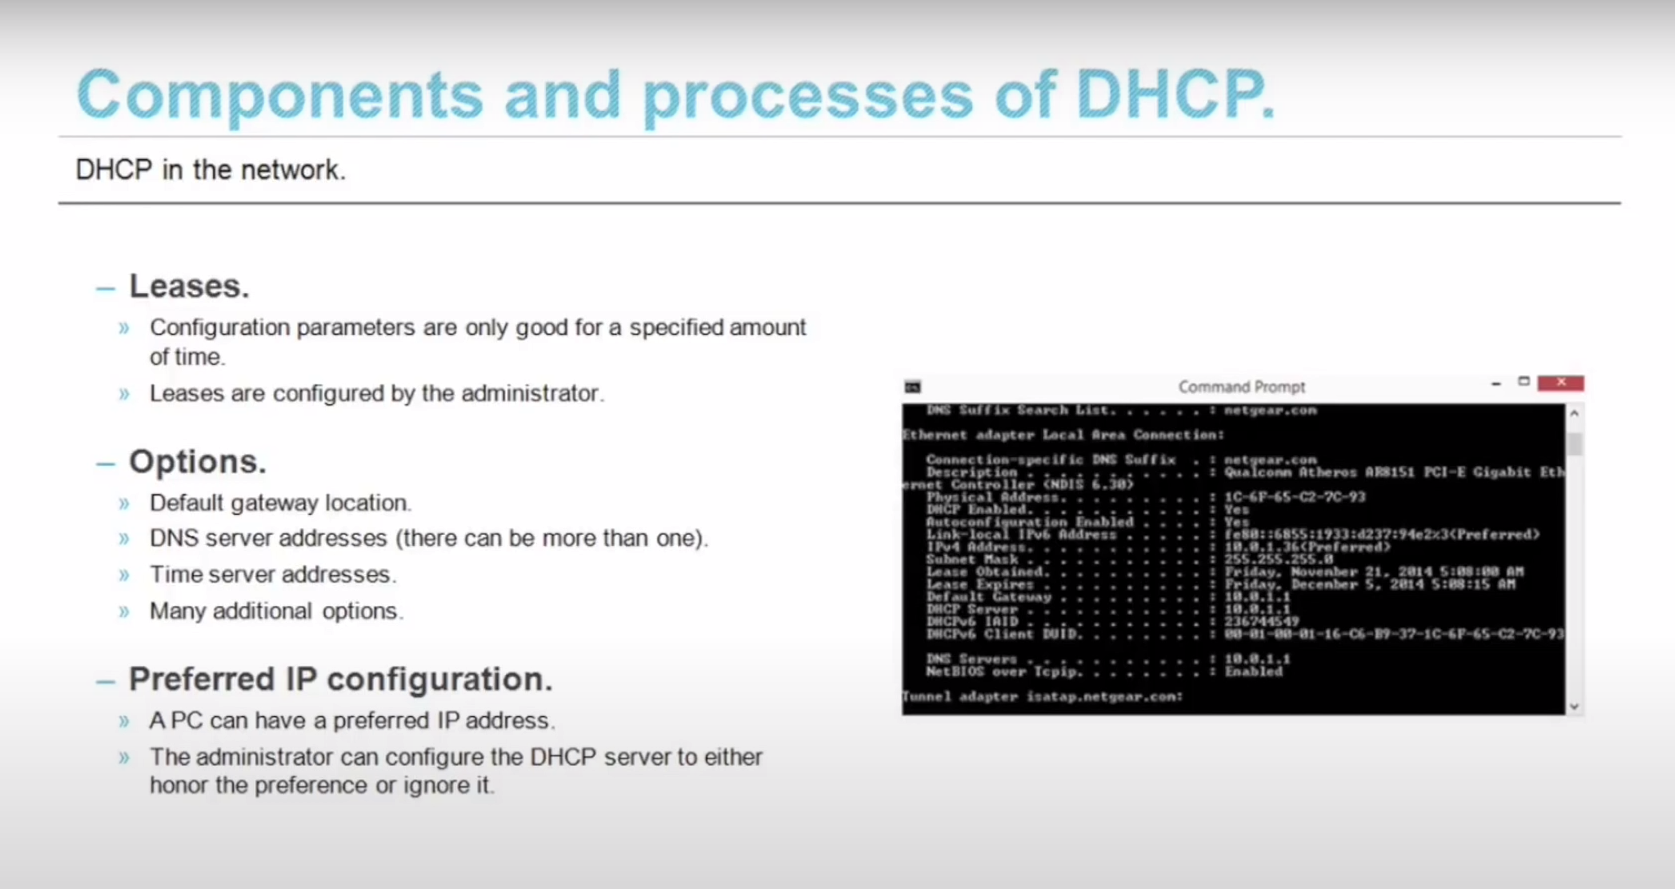 Components and processes of DHCP.
DHCP in the network.
– Leases.
» Configuration parameters are only good for a specified amount
of time.
» Leases are configured by the administrator.
– Options.
» Default gateway location.
» DNS server addresses (there can be more than one).
» Time server addresses.
» Many additional options.
– Preferred IP configuration.
» A PC can have a preferred IP address.
» The administrator can configure the DHCP server to either
honor the preference or ignore it.
Command Prompt
DNS Suffix Search List. . . . . . : netgear.com
Ethernet adapter Local Area Connection:
Connection-specific DNS Suffix . : netgear.com
Description . . . . . . . . . . . : Qualcomm Atheros AR8151 PCI-E Gigabit Eth
ernet Controller (NDIS 6.30)
Physical Address. . . . . . . . . : 1C-6F-65-C2-7C-93
DHCP Enabled. . . . . . . . . . . : Yes
Autoconfiguration Enabled . . . . : Yes
Link-local IPv6 Address . . . . . : fe80::6855:1933:d237:94e2%3(Preferred)
IPv4 Address. . . . . . . . . . . : 10.0.1.36(Preferred)
Subnet Mask . . . . . . . . . . . : 255.255.255.0
Lease Obtained. . . . . . . . . . : Friday, November 21, 2014 5:08:00 AM
Lease Expires . . . . . . . . . . : Friday, December 5, 2014 5:08:15 AM
Default Gateway . . . . . . . . . : 10.0.1.1
DHCP Server . . . . . . . . . . . : 10.0.1.1
DHCPv6 IAID . . . . . . . . . . . : 236744549
DHCPv6 Client DUID. . . . . . . . : 00-01-00-01-16-C6-B9-37-1C-6F-65-C2-7C-93
DNS Servers . . . . . . . . . . . : 10.0.1.1
NetBIOS over Tcpip. . . . . . . . : Enabled
Tunnel adapter isatap.netgear.com: